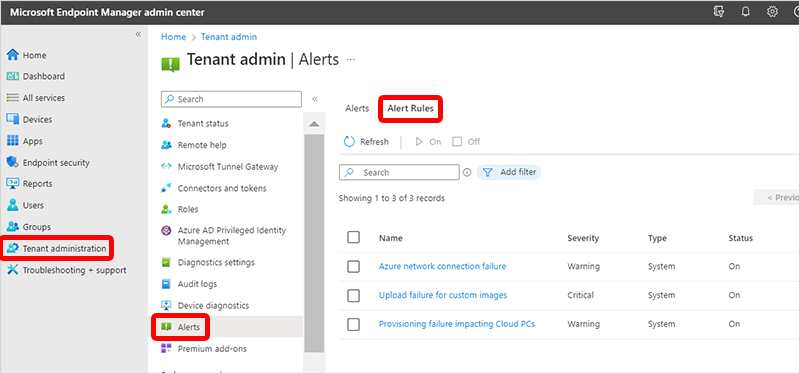 Microsoft Endpoint Manager admin center
Home
Dashboard
All services
Devices
Apps
Endpoint security
Reports
Users
Groups
Tenant administration
Troubleshooting + support
Home > Tenant admin
Tenant admin | Alerts ...
Search
Tenant status
Remote help
Microsoft Tunnel Gateway
Connectors and tokens
Roles
Azure AD Privileged Identity
Management
Diagnostics settings
Audit logs
Device diagnostics
Alerts
Premium add-ons
Alerts Alert Rules
Refresh On Off
Search Add filter
Showing 1 to 3 of 3 records
< Previo
Name Severity Type Status
Azure network connection failure Warning System On
Upload failure for custom images Critical System On
Provisioning failure impacting Cloud PCs Warning System On